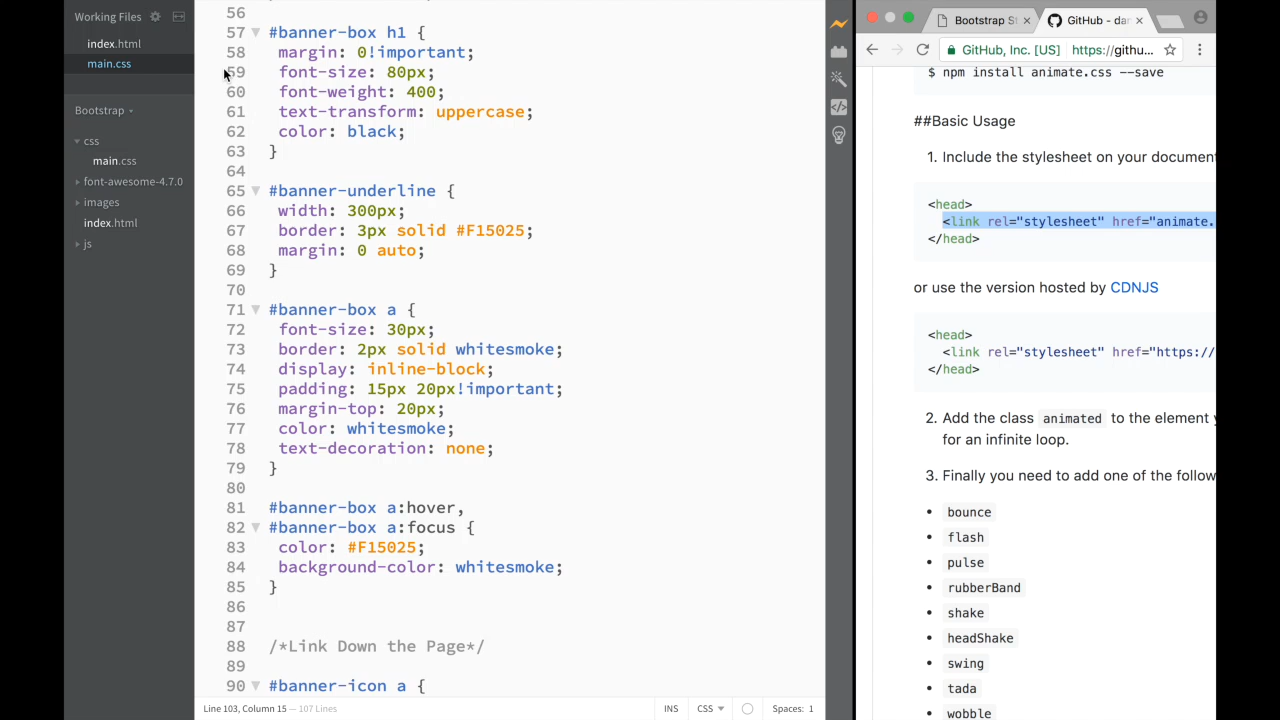 Working Files
index.html
main.css
Bootstrap
css
main.css
font-awesome-4.7.0
images
index.html
js
56
57 #banner-box h1 {
58 margin: 0!important;
59 font-size: 80px;
60 font-weight: 400;
61 text-transform: uppercase;
62 color: black;
63 }
64
65 #banner-underline {
66 width: 300px;
67 border: 3px solid #F15025;
68 margin: 0 auto;
69 }
70
71 #banner-box a {
72 font-size: 30px;
73 border: 2px solid whitesmoke;
74 display: inline-block;
75 padding: 15px 20px!important;
76 margin-top: 20px;
77 color: whitesmoke;
78 text-decoration: none;
79 }
80
81 #banner-box a:hover,
82 #banner-box a:focus {
83 color: #F15025;
84 background-color: whitesmoke;
85 }
86
87
88 /*Link Down the Page*/
89
90 #banner-icon a {
Line 103, Column 15 — 107 Lines
INS
CSS
Spaces: 1
Bootstrap St
GitHub - dan
GitHub, Inc. [US]
https://githu...
$ npm install animate.css --save
##Basic Usage
1. Include the stylesheet on your document
<head>
<link rel="stylesheet" href="animate.
</head>
or use the version hosted by CDNJS
<head>
<link rel="stylesheet" href="https://
</head>
2. Add the class animated to the element y
for an infinite loop.
3. Finally you need to add one of the follow
• bounce
• flash
• pulse
• rubberBand
• shake
• headShake
• swing
• tada
• wobble